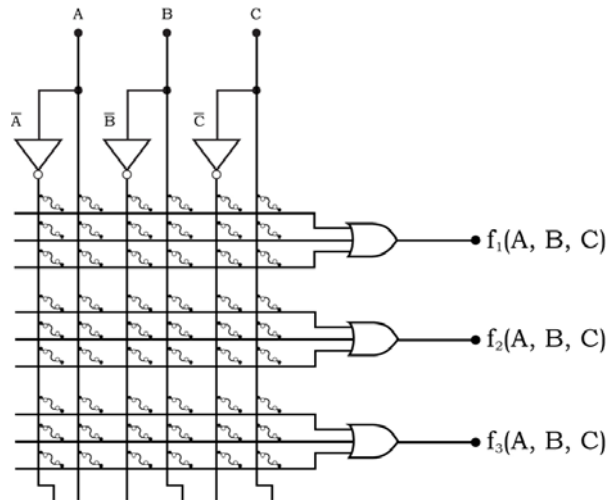 A B C
A̅ B̅ C̅
f₁(A, B, C)
f₂(A, B, C)
f₃(A, B, C)